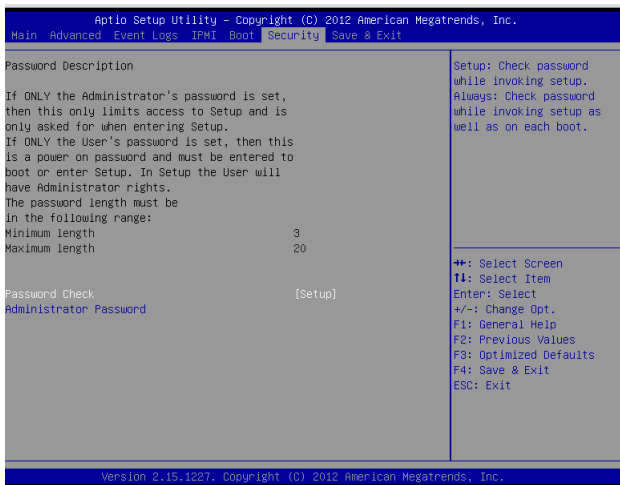 Aptio Setup Utility – Copyright (C) 2012 American Megatrends, Inc.
Main Advanced Event Logs IPMI Boot Security Save & Exit
Password Description
If ONLY the Administrator's password is set,
then this only limits access to Setup and is
only asked for when entering Setup.
If ONLY the User's password is set, then this
is a power on password and must be entered to
boot or enter Setup. In Setup the User will
have Administrator rights.
The password length must be
in the following range:
Minimum length 3
Maximum length 20
Password Check [Setup]
Administrator Password
Setup: Check password
while invoking setup.
Always: Check password
while invoking setup as
well as on each boot.
→←: Select Screen
↑↓: Select Item
Enter: Select
+/-: Change Opt.
F1: General Help
F2: Previous Values
F3: Optimized Defaults
F4: Save & Exit
ESC: Exit
Version 2.15.1227. Copyright (C) 2012 American Megatrends, Inc.